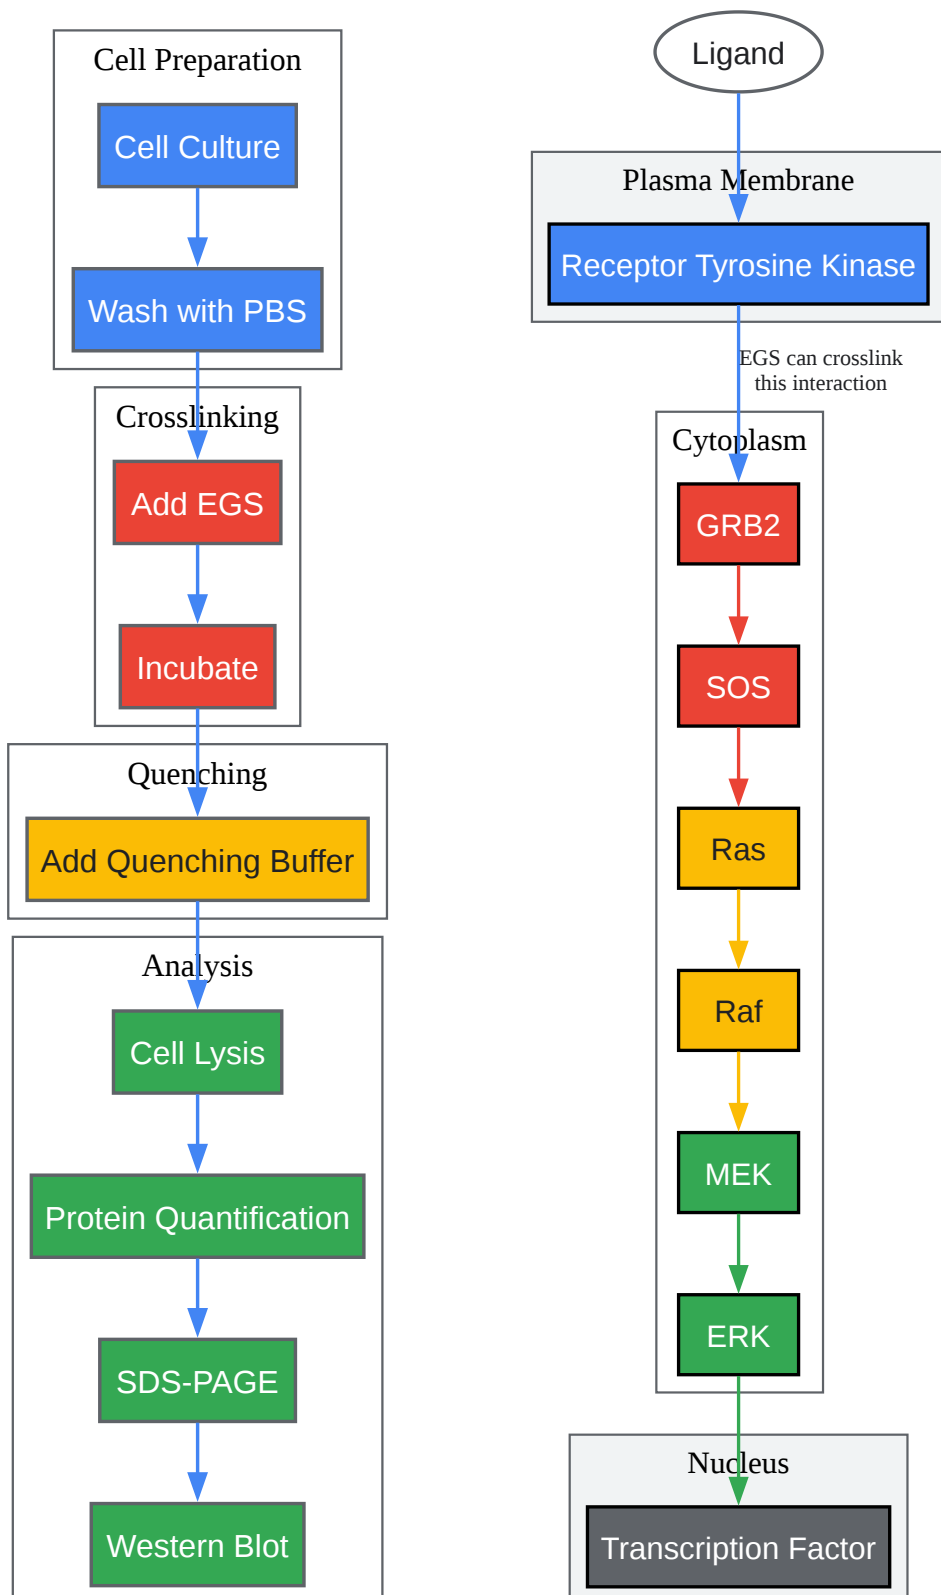 Cell Preparation
Cell Culture
Wash with PBS
Crosslinking
Add EGS
Incubate
Quenching
Add Quenching Buffer
Analysis
Cell Lysis
Protein Quantification
SDS-PAGE
Western Blot
Ligand
Plasma Membrane
Receptor Tyrosine Kinase
EGS can crosslink
this interaction
Cytoplasm
GRB2
SOS
Ras
Raf
MEK
ERK
Nucleus
Transcription Factor